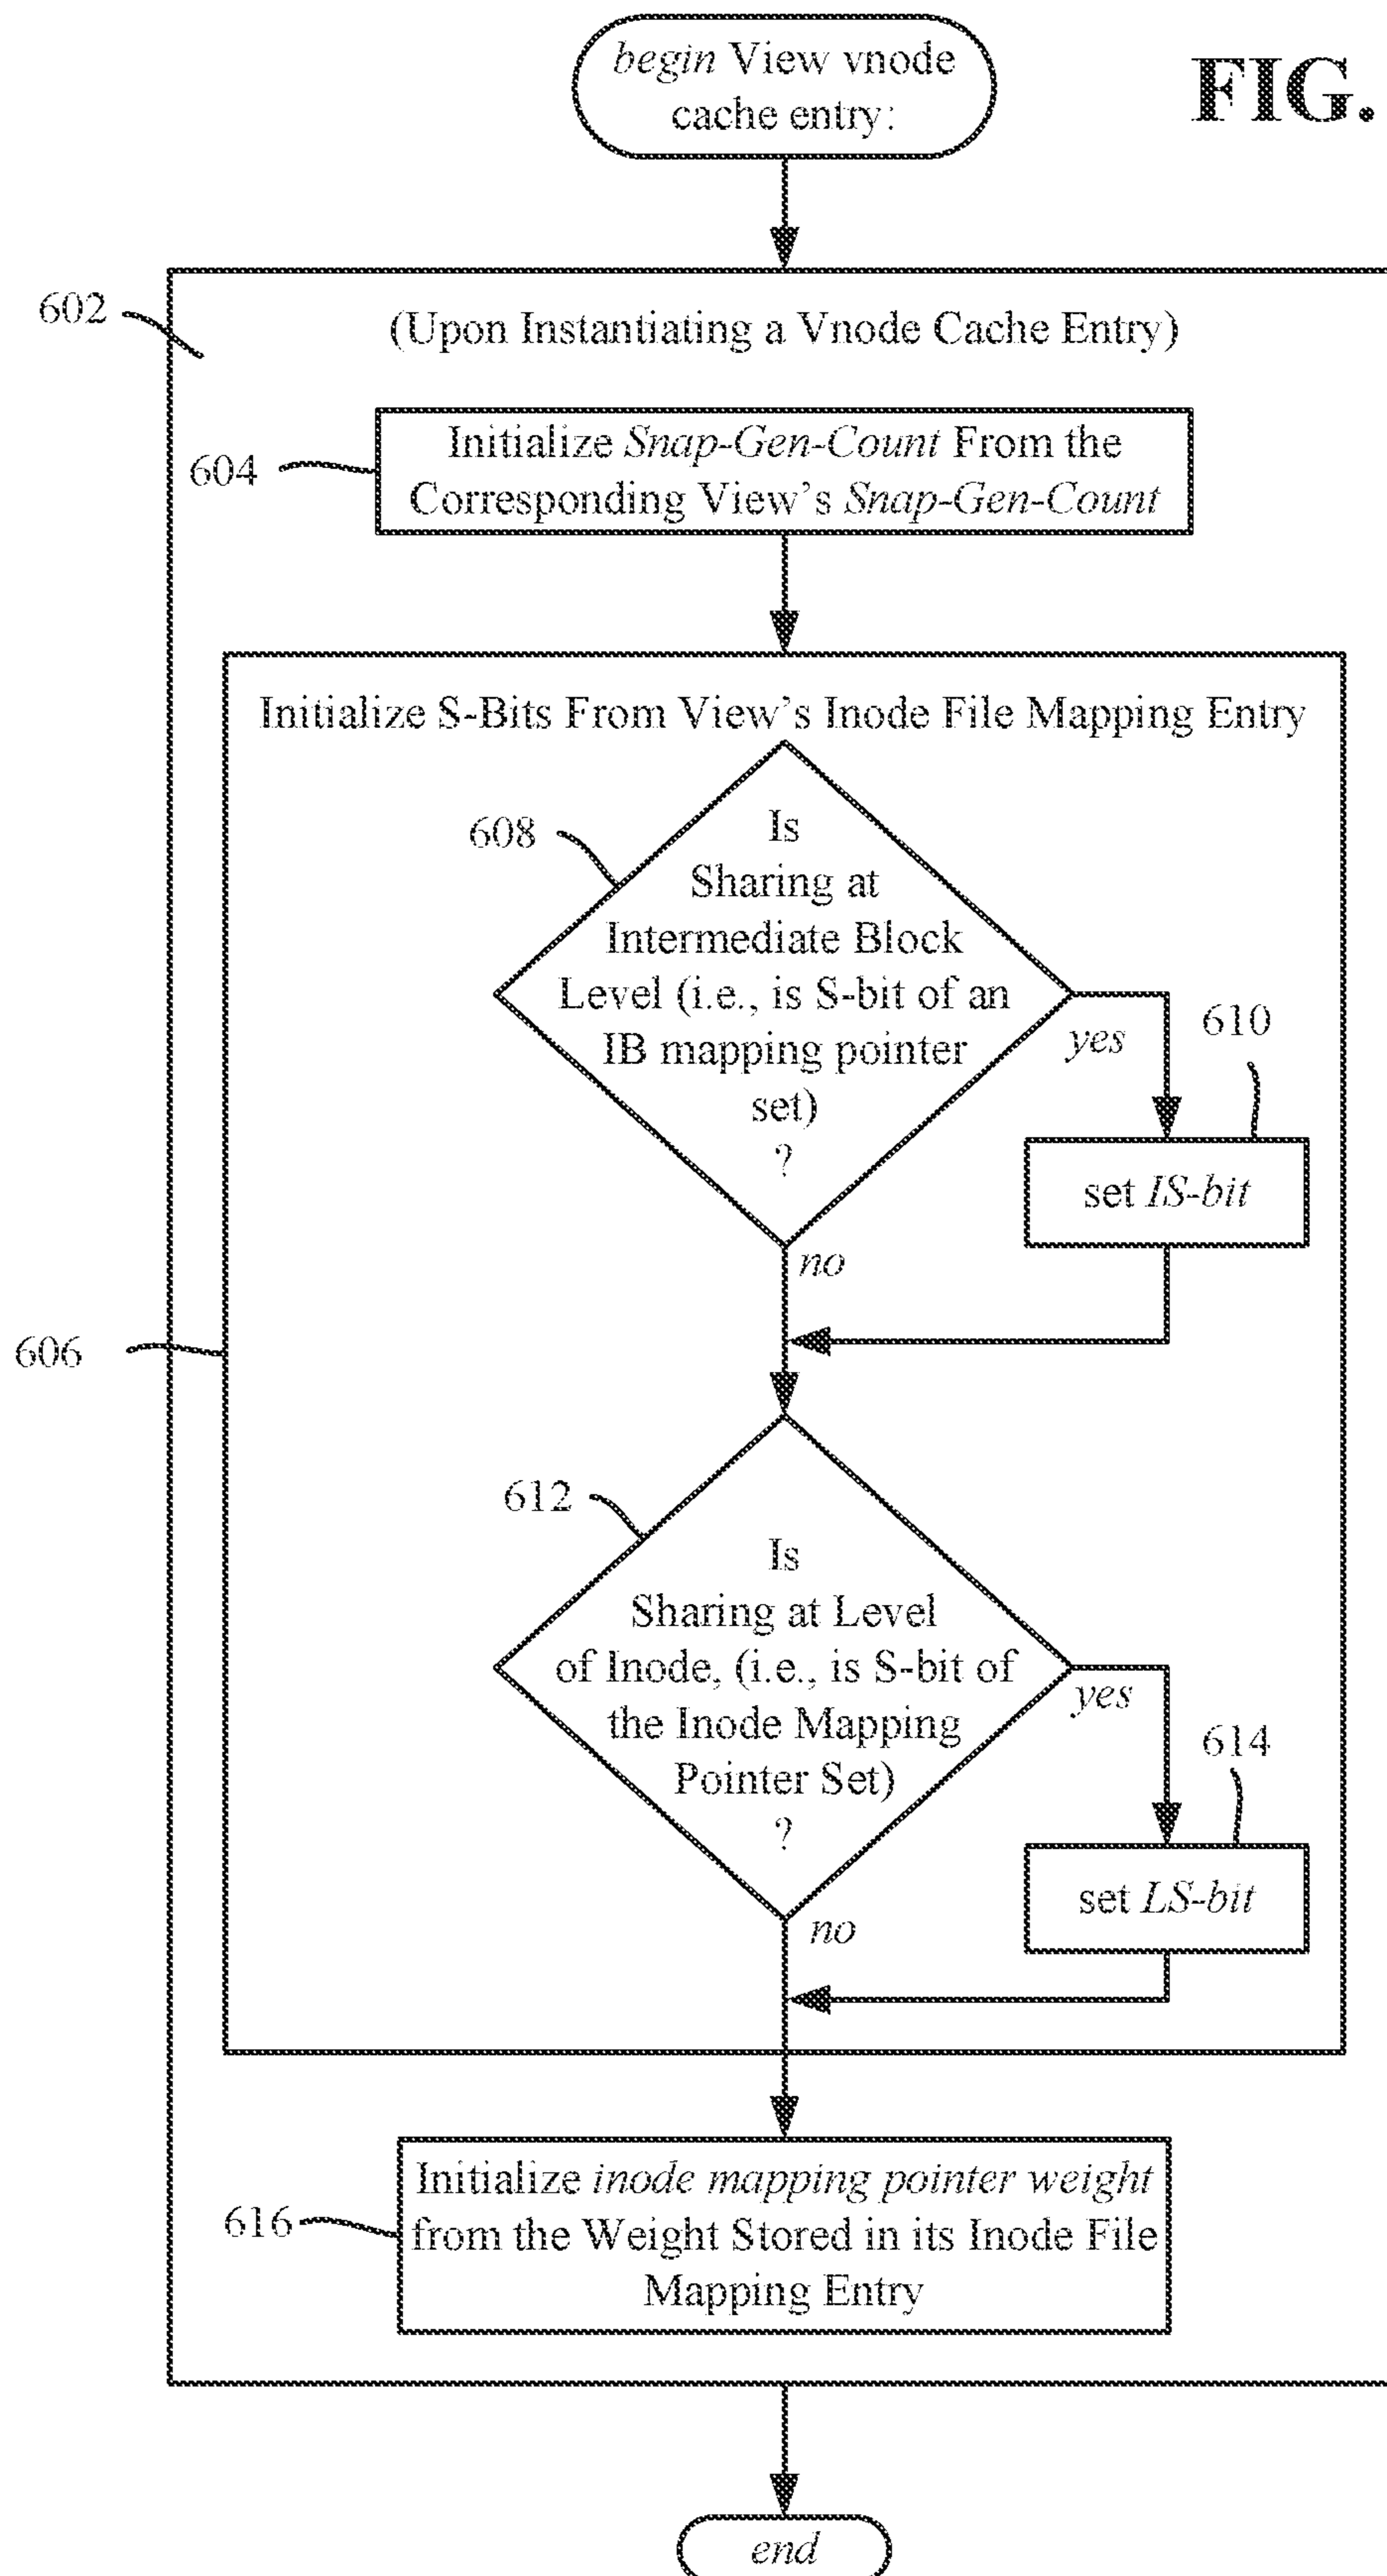 begin View vnode
cache entry:
FIG.
602
(Upon Instantiating a Vnode Cache Entry)
604
Initialize Snap-Gen-Count From the
Corresponding View's Snap-Gen-Count
Initialize S-Bits From View's Inode File Mapping Entry
608
Is
Sharing at
Intermediate Block
Level (i.e., is S-bit of an
IB mapping pointer
set)
?
yes
610
set IS-bit
no
606
612
Is
Sharing at Level
of Inode, (i.e., is S-bit of
the Inode Mapping
Pointer Set)
?
yes
614
set LS-bit
no
616
Initialize inode mapping pointer weight
from the Weight Stored in its Inode File
Mapping Entry
end